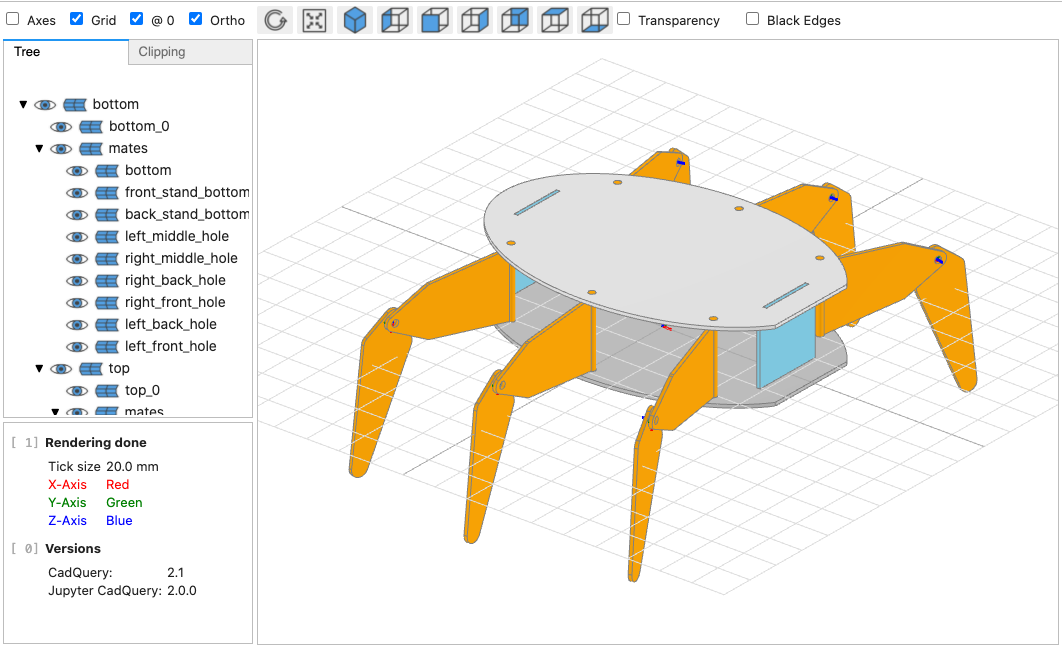 Axes Grid @ 0 Ortho Transparency Black Edges
Tree Clipping
bottom
bottom_0
mates
bottom
front_stand_bottom
back_stand_bottom
left_middle_hole
right_middle_hole
right_back_hole
right_front_hole
left_back_hole
left_front_hole
top
top_0
mates
[ 1] Rendering done
Tick size 20.0 mm
X-Axis Red
Y-Axis Green
Z-Axis Blue
[ 0] Versions
CadQuery: 2.1
Jupyter CadQuery: 2.0.0